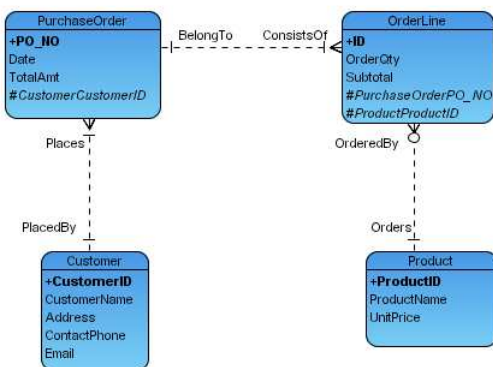 PurchaseOrder
+PO_NO
Date
TotalAmt
#CustomerCustomerID
BelongTo
ConsistsOf
OrderLine
+ID
OrderQty
Subtotal
#PurchaseOrderPO_NO
#ProductProductID
Places
PlacedBy
OrderedBy
Orders
Customer
+CustomerID
CustomerName
Address
ContactPhone
Email
Product
+ProductID
ProductName
UnitPrice